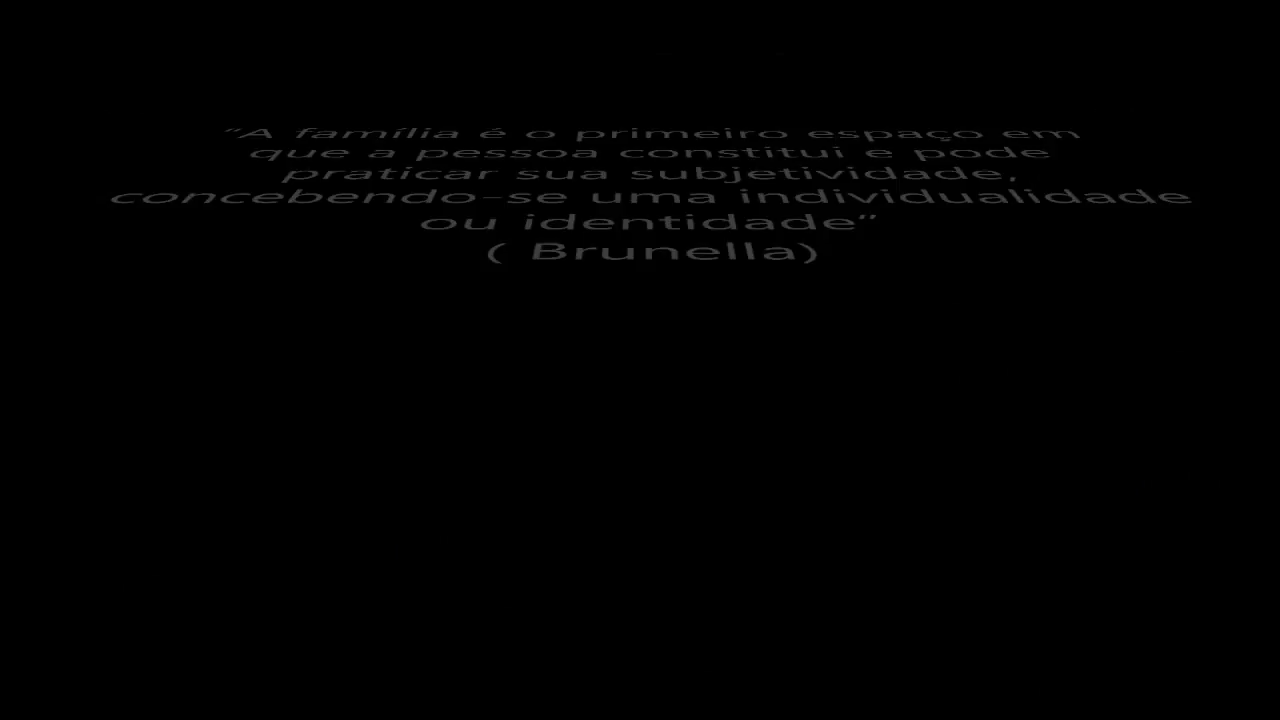 “A família é o primeiro espaço em
que a pessoa constitui e pode
praticar sua subjetividade,
concebendo-se uma individualidade
ou identidade”
( Brunella)